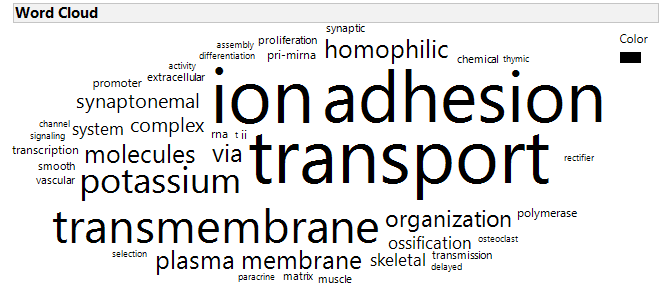 Word Cloud
synaptic
Color
assembly proliferation homophilic
differentiation pri-mirna chemical thymic
activity
promoter extracellular ion adhesion
synaptonemal
channel system complex
signaling rna t ii
transcription molecules via transport rectifier
smooth
vascular potassium
transmembrane organization polymerase
ossification osteoclast
selection plasma membrane skeletal transmission
delayed
paracrine matrix muscle